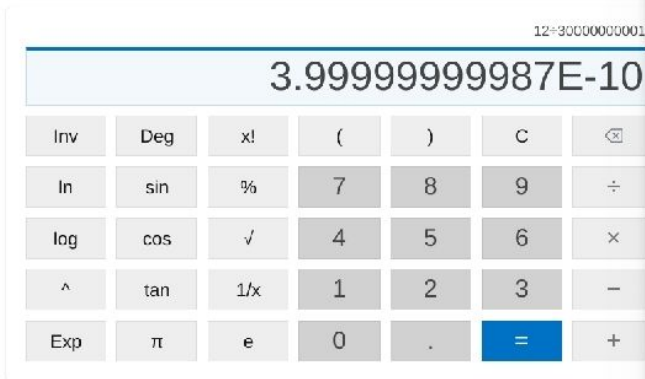 12÷30000000001
3.99999999987E-10
Inv Deg x! ( ) C
ln sin % 7 8 9 ÷
log cos √ 4 5 6 ×
^ tan 1/x 1 2 3 −
Exp π e 0 . = +